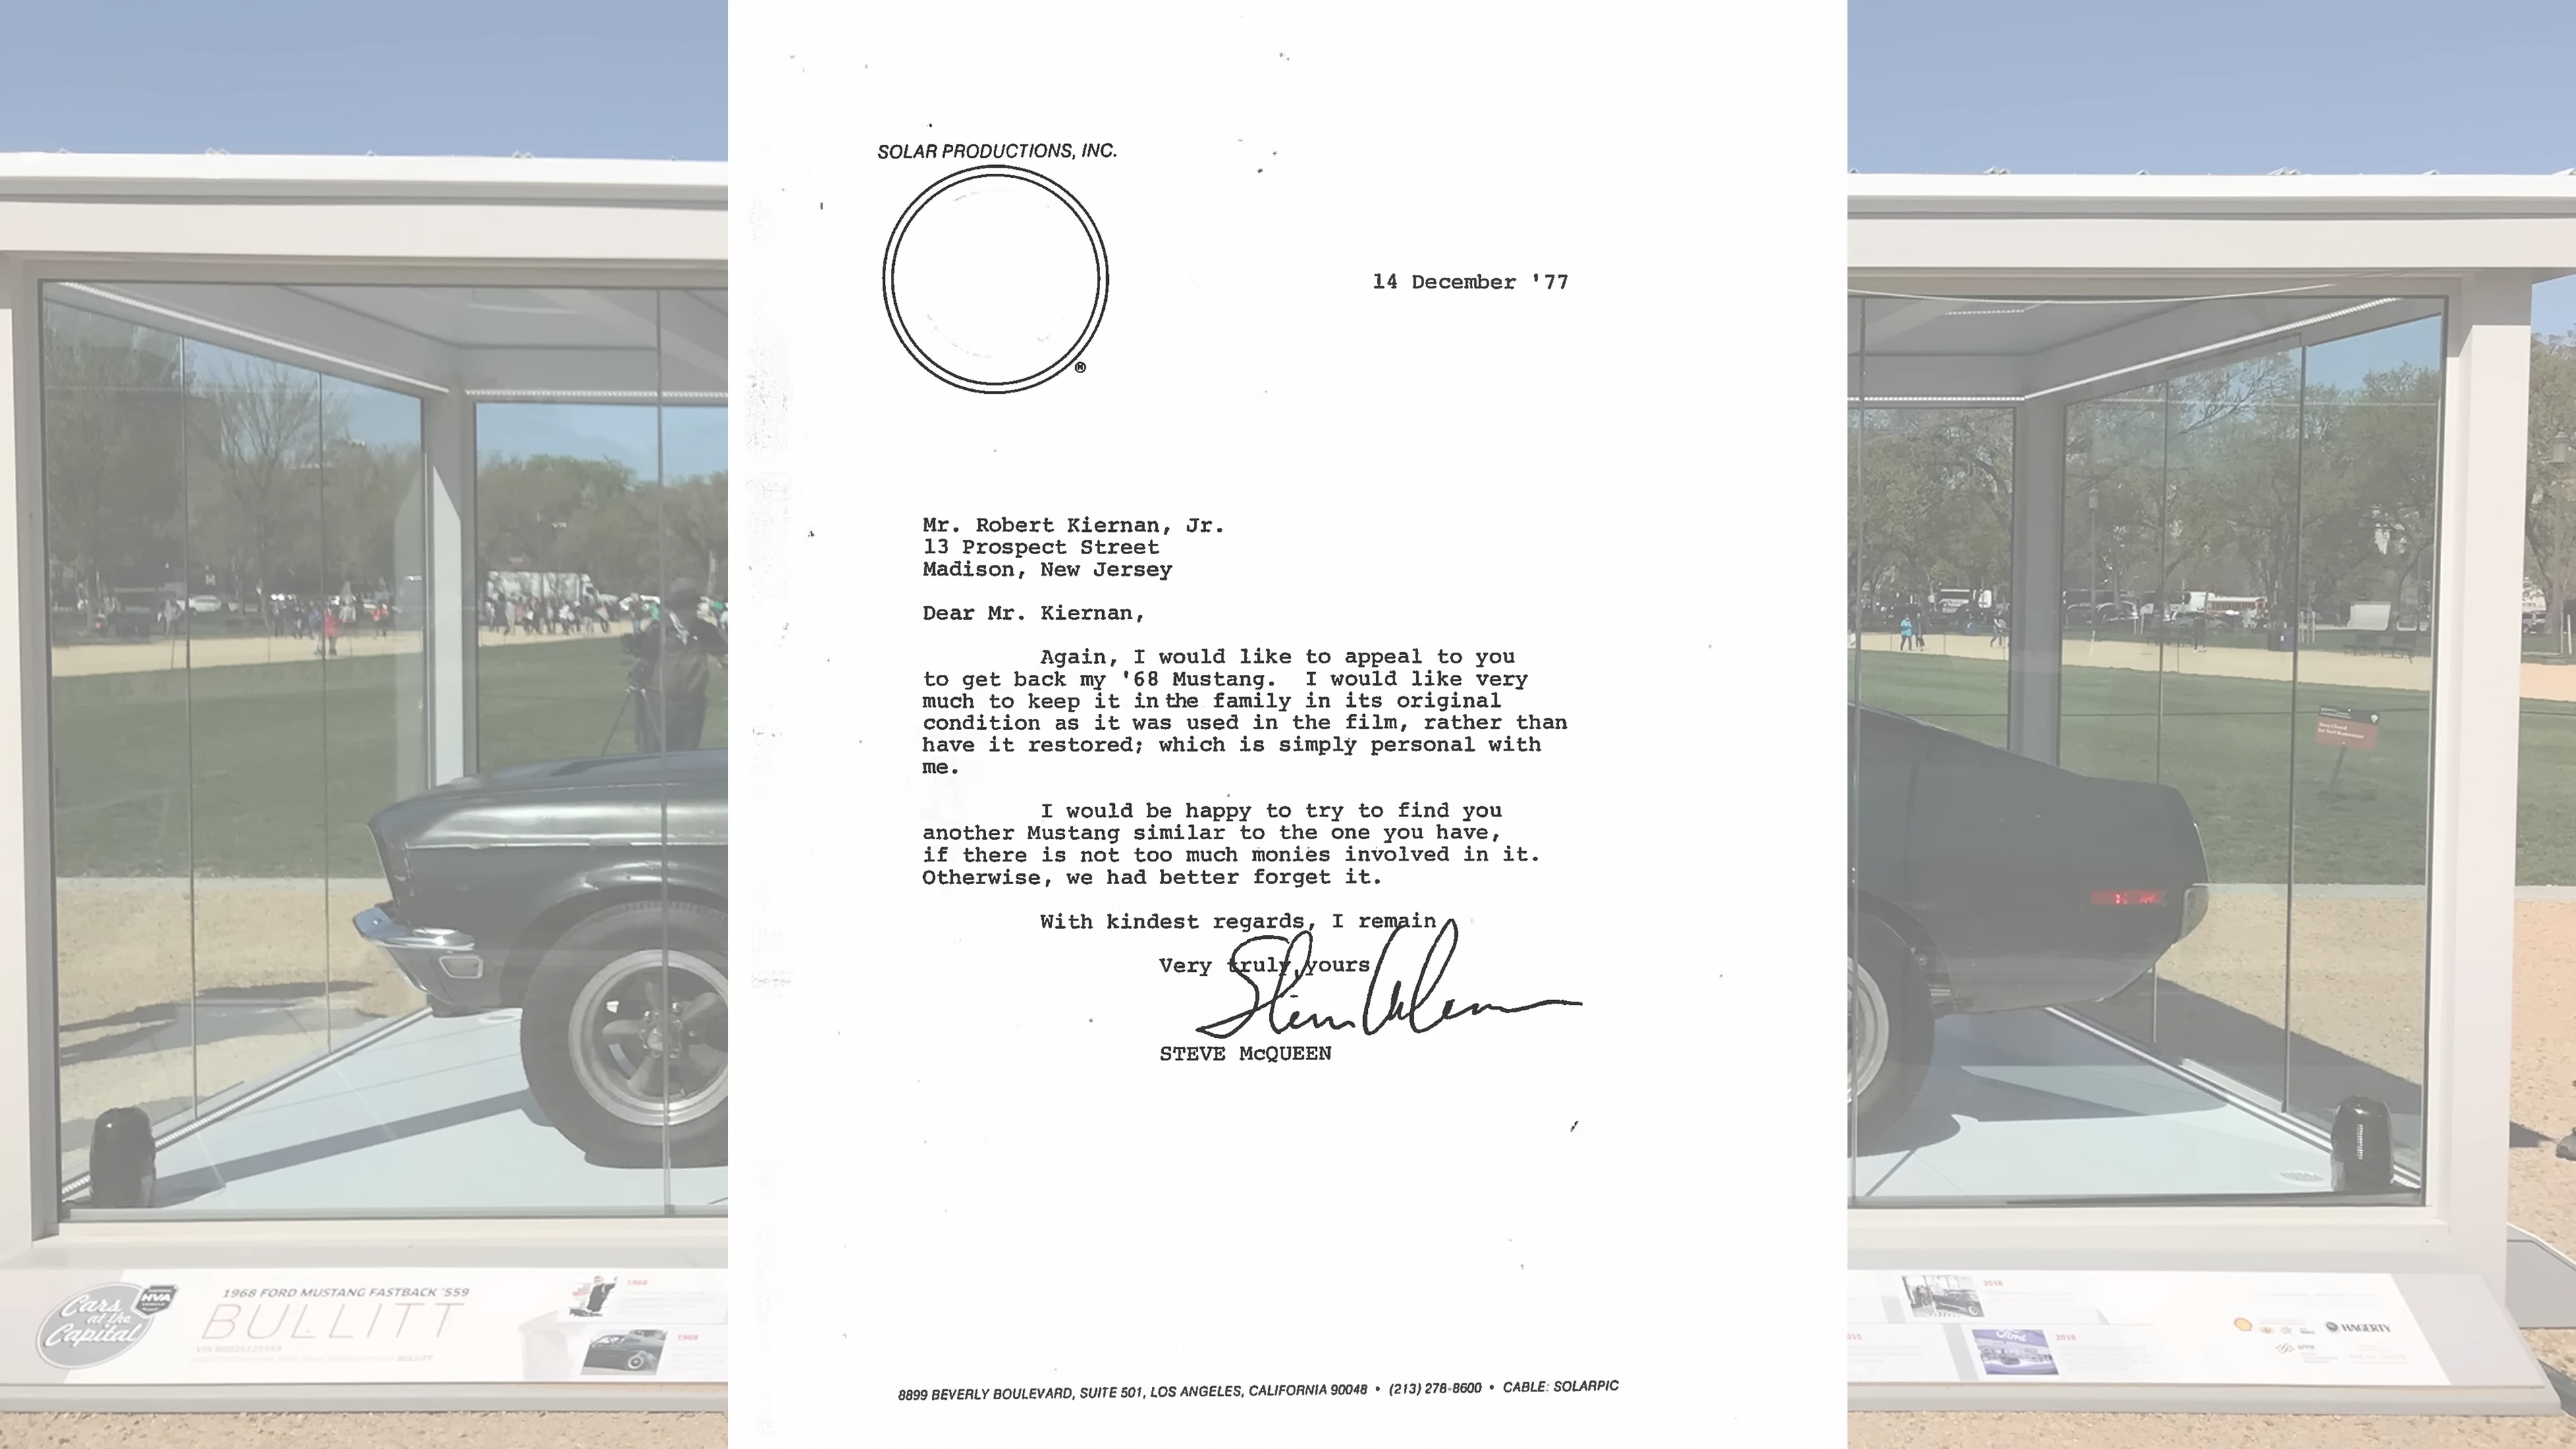 SOLAR PRODUCTIONS, INC.
®
14 December '77
Mr. Robert Kiernan, Jr.
13 Prospect Street
Madison, New Jersey
Dear Mr. Kiernan,
Again, I would like to appeal to you
to get back my '68 Mustang. I would like very
much to keep it in the family in its original
condition as it was used in the film, rather than
have it restored; which is simply personal with
me.
I would be happy to try to find you
another Mustang similar to the one you have,
if there is not too much monies involved in it.
Otherwise, we had better forget it.
With kindest regards, I remain
Very truly yours
STEVE McQUEEN
8899 BEVERLY BOULEVARD, SUITE 501, LOS ANGELES, CALIFORNIA 90048 • (213) 278-8600 • CABLE: SOLARPIC
Cars at the Capital
HVA
1968 FORD MUSTANG FASTBACK '559
BULLITT
1968
1968
2016
2018
Ford
HAGERTY